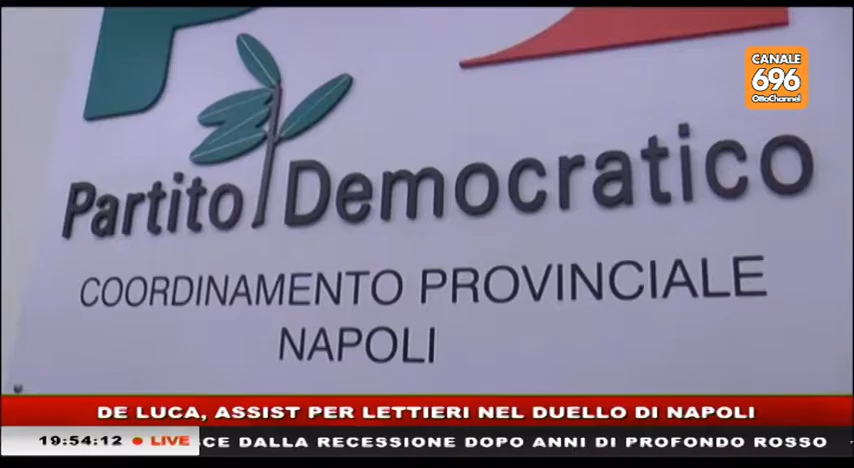 CANALE
696
OttoChannel
Partito Democratico
COORDINAMENTO PROVINCIALE
NAPOLI
DE LUCA, ASSIST PER LETTIERI NEL DUELLO DI NAPOLI
19:54:12 LIVE CE DALLA RECESSIONE DOPO ANNI DI PROFONDO ROSSO